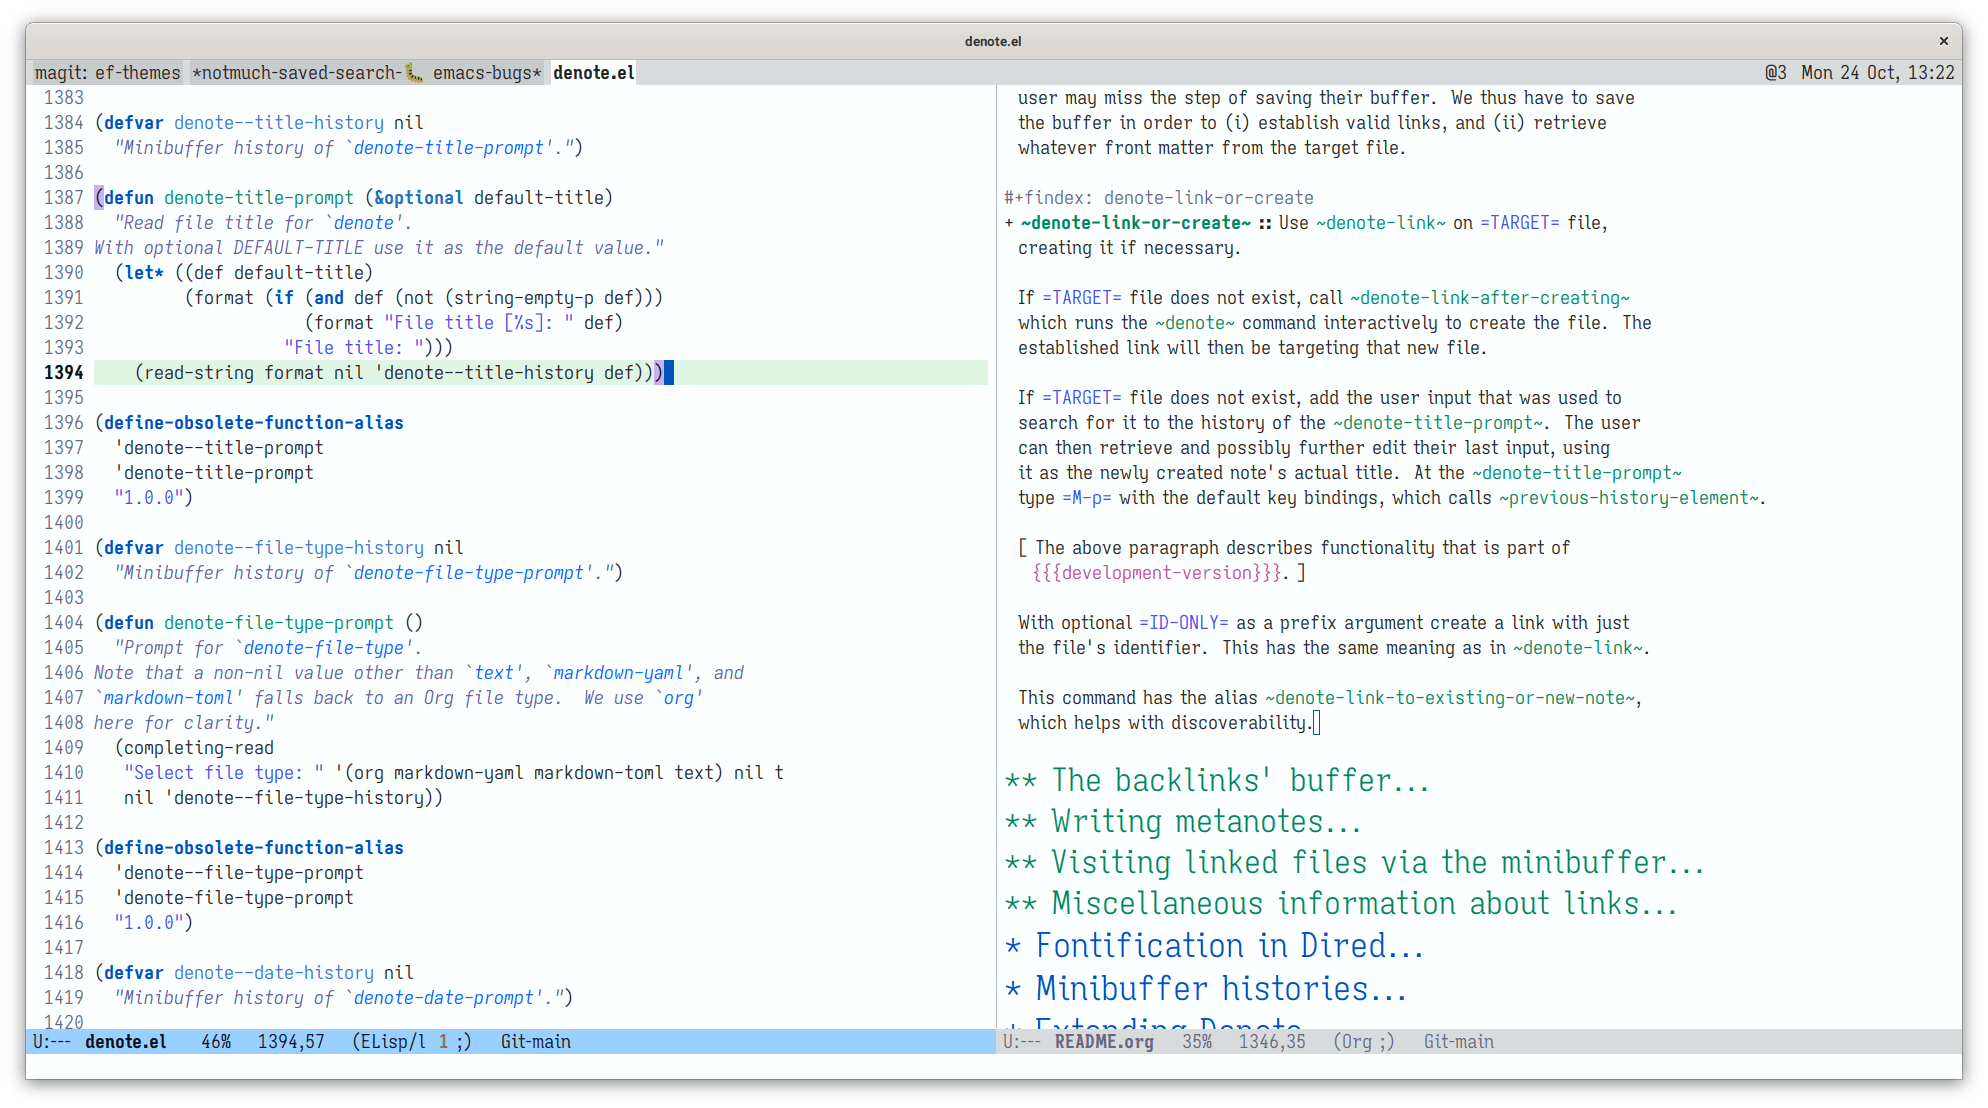 denote.el ×
magit: ef-themes *notmuch-saved-search-🐛 emacs-bugs* denote.el @3 Mon 24 Oct, 13:22
1383
1384 (defvar denote--title-history nil
1385   "Minibuffer history of `denote-title-prompt'.")
1386
1387 (defun denote-title-prompt (&optional default-title)
1388   "Read file title for `denote'.
1389 With optional DEFAULT-TITLE use it as the default value."
1390   (let* ((def default-title)
1391          (format (if (and def (not (string-empty-p def)))
1392                      (format "File title [%s]: " def)
1393                    "File title: ")))
1394     (read-string format nil 'denote--title-history def)))
1395
1396 (define-obsolete-function-alias
1397   'denote--title-prompt
1398   'denote-title-prompt
1399   "1.0.0")
1400
1401 (defvar denote--file-type-history nil
1402   "Minibuffer history of `denote-file-type-prompt'.")
1403
1404 (defun denote-file-type-prompt ()
1405   "Prompt for `denote-file-type'.
1406 Note that a non-nil value other than `text', `markdown-yaml', and
1407 `markdown-toml' falls back to an Org file type.  We use `org'
1408 here for clarity."
1409   (completing-read
1410    "Select file type: " '(org markdown-yaml markdown-toml text) nil t
1411    nil 'denote--file-type-history))
1412
1413 (define-obsolete-function-alias
1414   'denote--file-type-prompt
1415   'denote-file-type-prompt
1416   "1.0.0")
1417
1418 (defvar denote--date-history nil
1419   "Minibuffer history of `denote-date-prompt'.")
1420
U:--- denote.el 46% 1394,57 (ELisp/l 1 ;) Git-main
user may miss the step of saving their buffer.  We thus have to save
the buffer in order to (i) establish valid links, and (ii) retrieve
whatever front matter from the target file.
#+findex: denote-link-or-create
+ ~denote-link-or-create~ :: Use ~denote-link~ on =TARGET= file,
creating it if necessary.
If =TARGET= file does not exist, call ~denote-link-after-creating~
which runs the ~denote~ command interactively to create the file.  The
established link will then be targeting that new file.
If =TARGET= file does not exist, add the user input that was used to
search for it to the history of the ~denote-title-prompt~.  The user
can then retrieve and possibly further edit their last input, using
it as the newly created note's actual title.  At the ~denote-title-prompt~
type =M-p= with the default key bindings, which calls ~previous-history-element~.
[ The above paragraph describes functionality that is part of
{{{development-version}}}. ]
With optional =ID-ONLY= as a prefix argument create a link with just
the file's identifier.  This has the same meaning as in ~denote-link~.
This command has the alias ~denote-link-to-existing-or-new-note~,
which helps with discoverability.
** The backlinks' buffer...
** Writing metanotes...
** Visiting linked files via the minibuffer...
** Miscellaneous information about links...
* Fontification in Dired...
* Minibuffer histories...
* Extending Denote...
U:--- README.org 35% 1346,35 (Org ;) Git-main